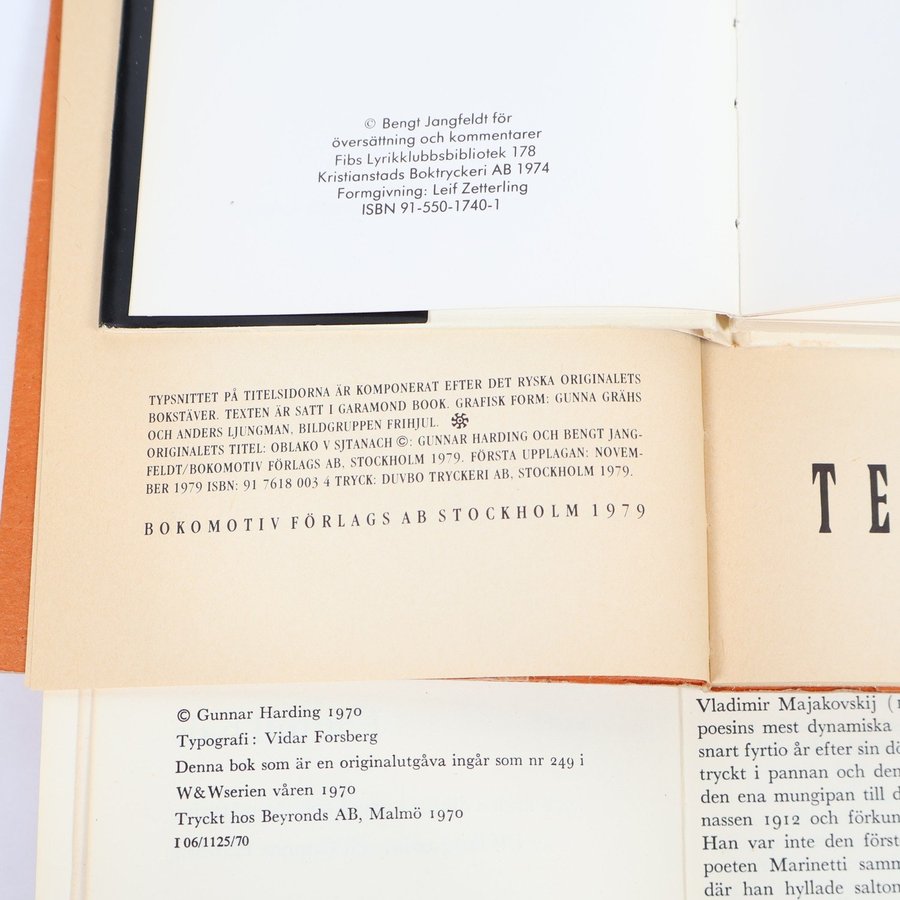 © Bengt Jangfeldt för
översättning och kommentarer
Fibs Lyrikklubbsbibliotek 178
Kristianstads Boktryckeri AB 1974
Formgivning: Leif Zetterling
ISBN 91-550-1740-1
TYPSNITTET PÅ TITELSIDORNA ÄR KOMPONERAT EFTER DET RYSKA ORIGINALETS
BOKSTÄVER. TEXTEN ÄR SATT I GARAMOND BOOK. GRAFISK FORM: GUNNA GRÄHS
OCH ANDERS LJUNGMAN, BILDGRUPPEN FRIHJUL.
ORIGINALETS TITEL: OBLAKO V SJTANACH ©: GUNNAR HARDING OCH BENGT JANG-
FELDT/BOKOMOTIV FÖRLAGS AB, STOCKHOLM 1979. FÖRSTA UPPLAGAN: NOVEM-
BER 1979 ISBN: 91 7618 003 4 TRYCK: DUVBO TRYCKERI AB, STOCKHOLM 1979.
BOKOMOTIV FÖRLAGS AB STOCKHOLM 1979
TE
© Gunnar Harding 1970
Typografi: Vidar Forsberg
Denna bok som är en originalutgåva ingår som nr 249 i
W&Wserien våren 1970
Tryckt hos Beyronds AB, Malmö 1970
I 06/1125/70
Vladimir Majakovskij (
poesins mest dynamiska
snart fyrtio år efter sin
tryckt i pannan och
den ena mungipan till
nassen 1912 och
Han var inte den
poeten Marinetti
där han hyllade